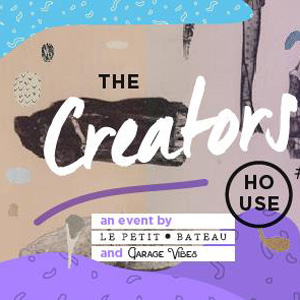 THE
Creators
HO
USE
#
an event by
LE PETIT • BATEAU
and GARAGE VIBES